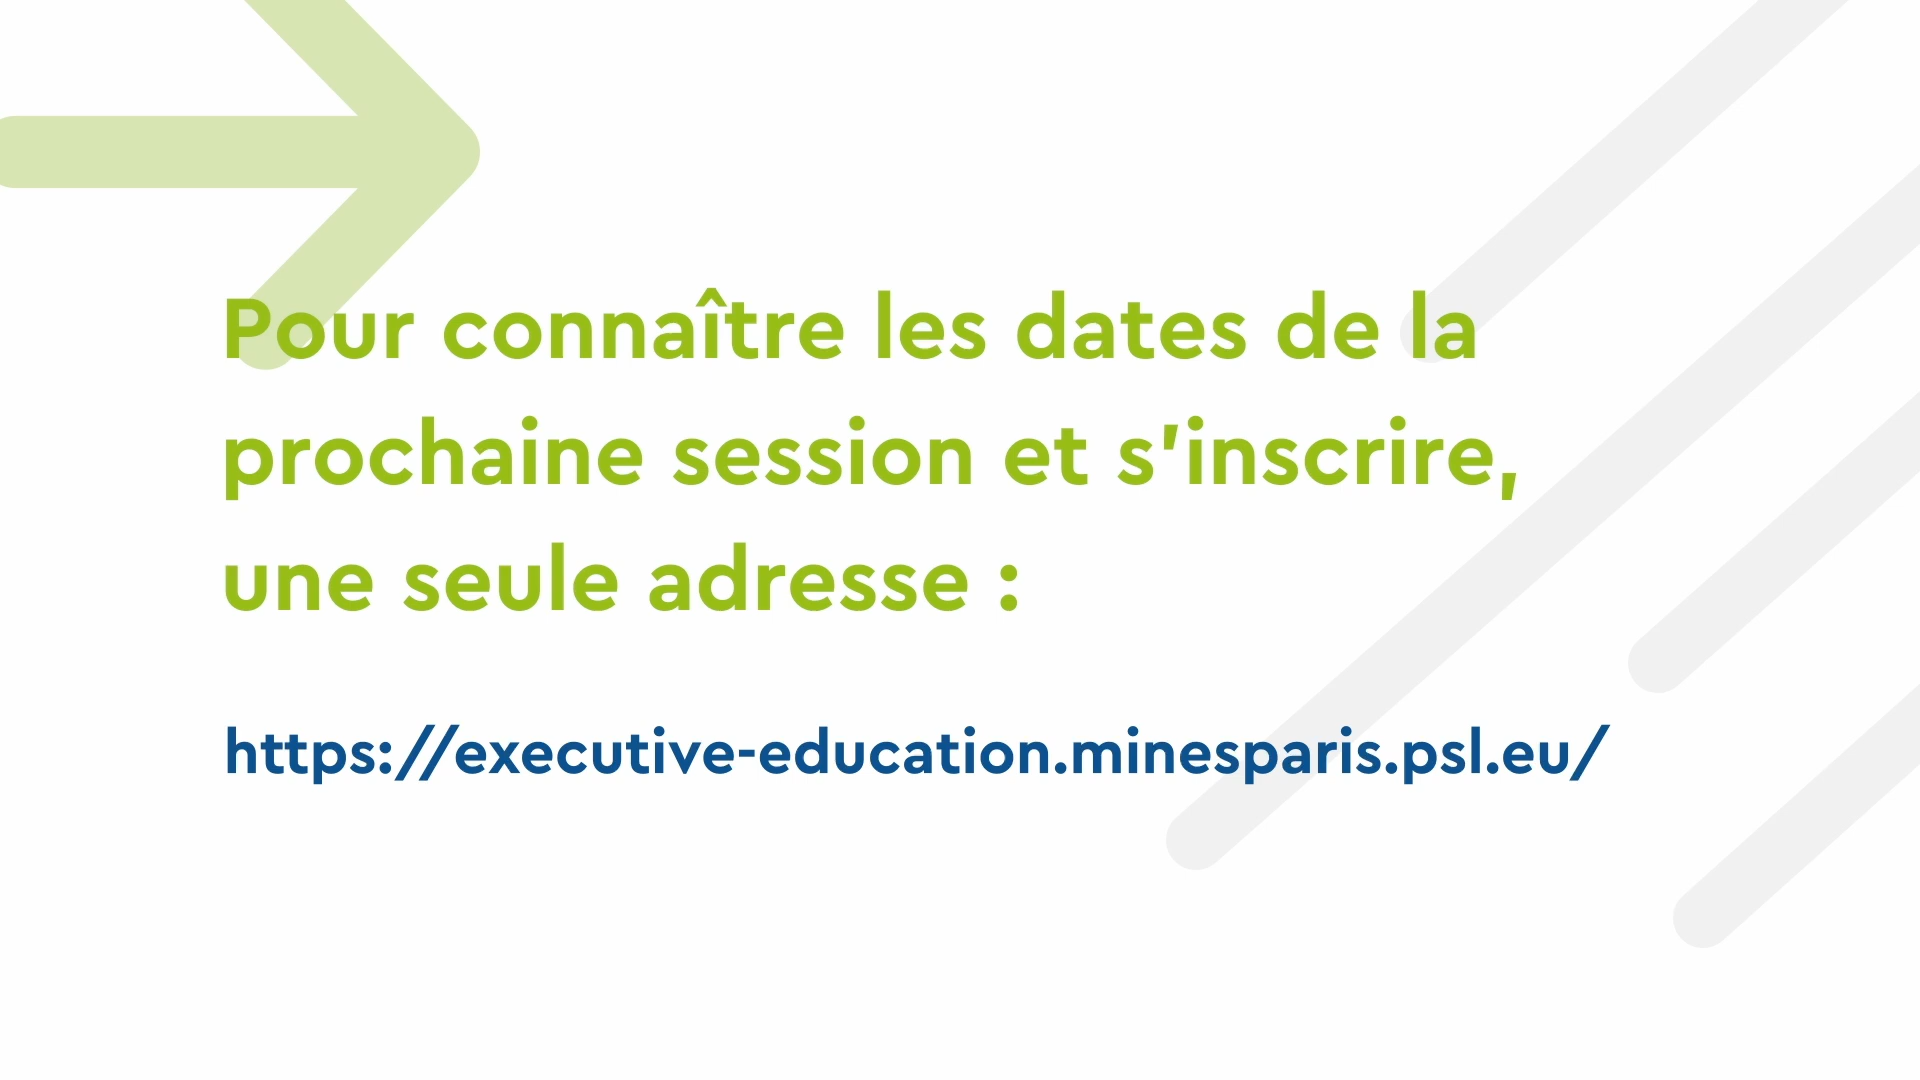 Pour connaître les dates de la
prochaine session et s'inscrire,
une seule adresse :
https://executive-education.minesparis.psl.eu/